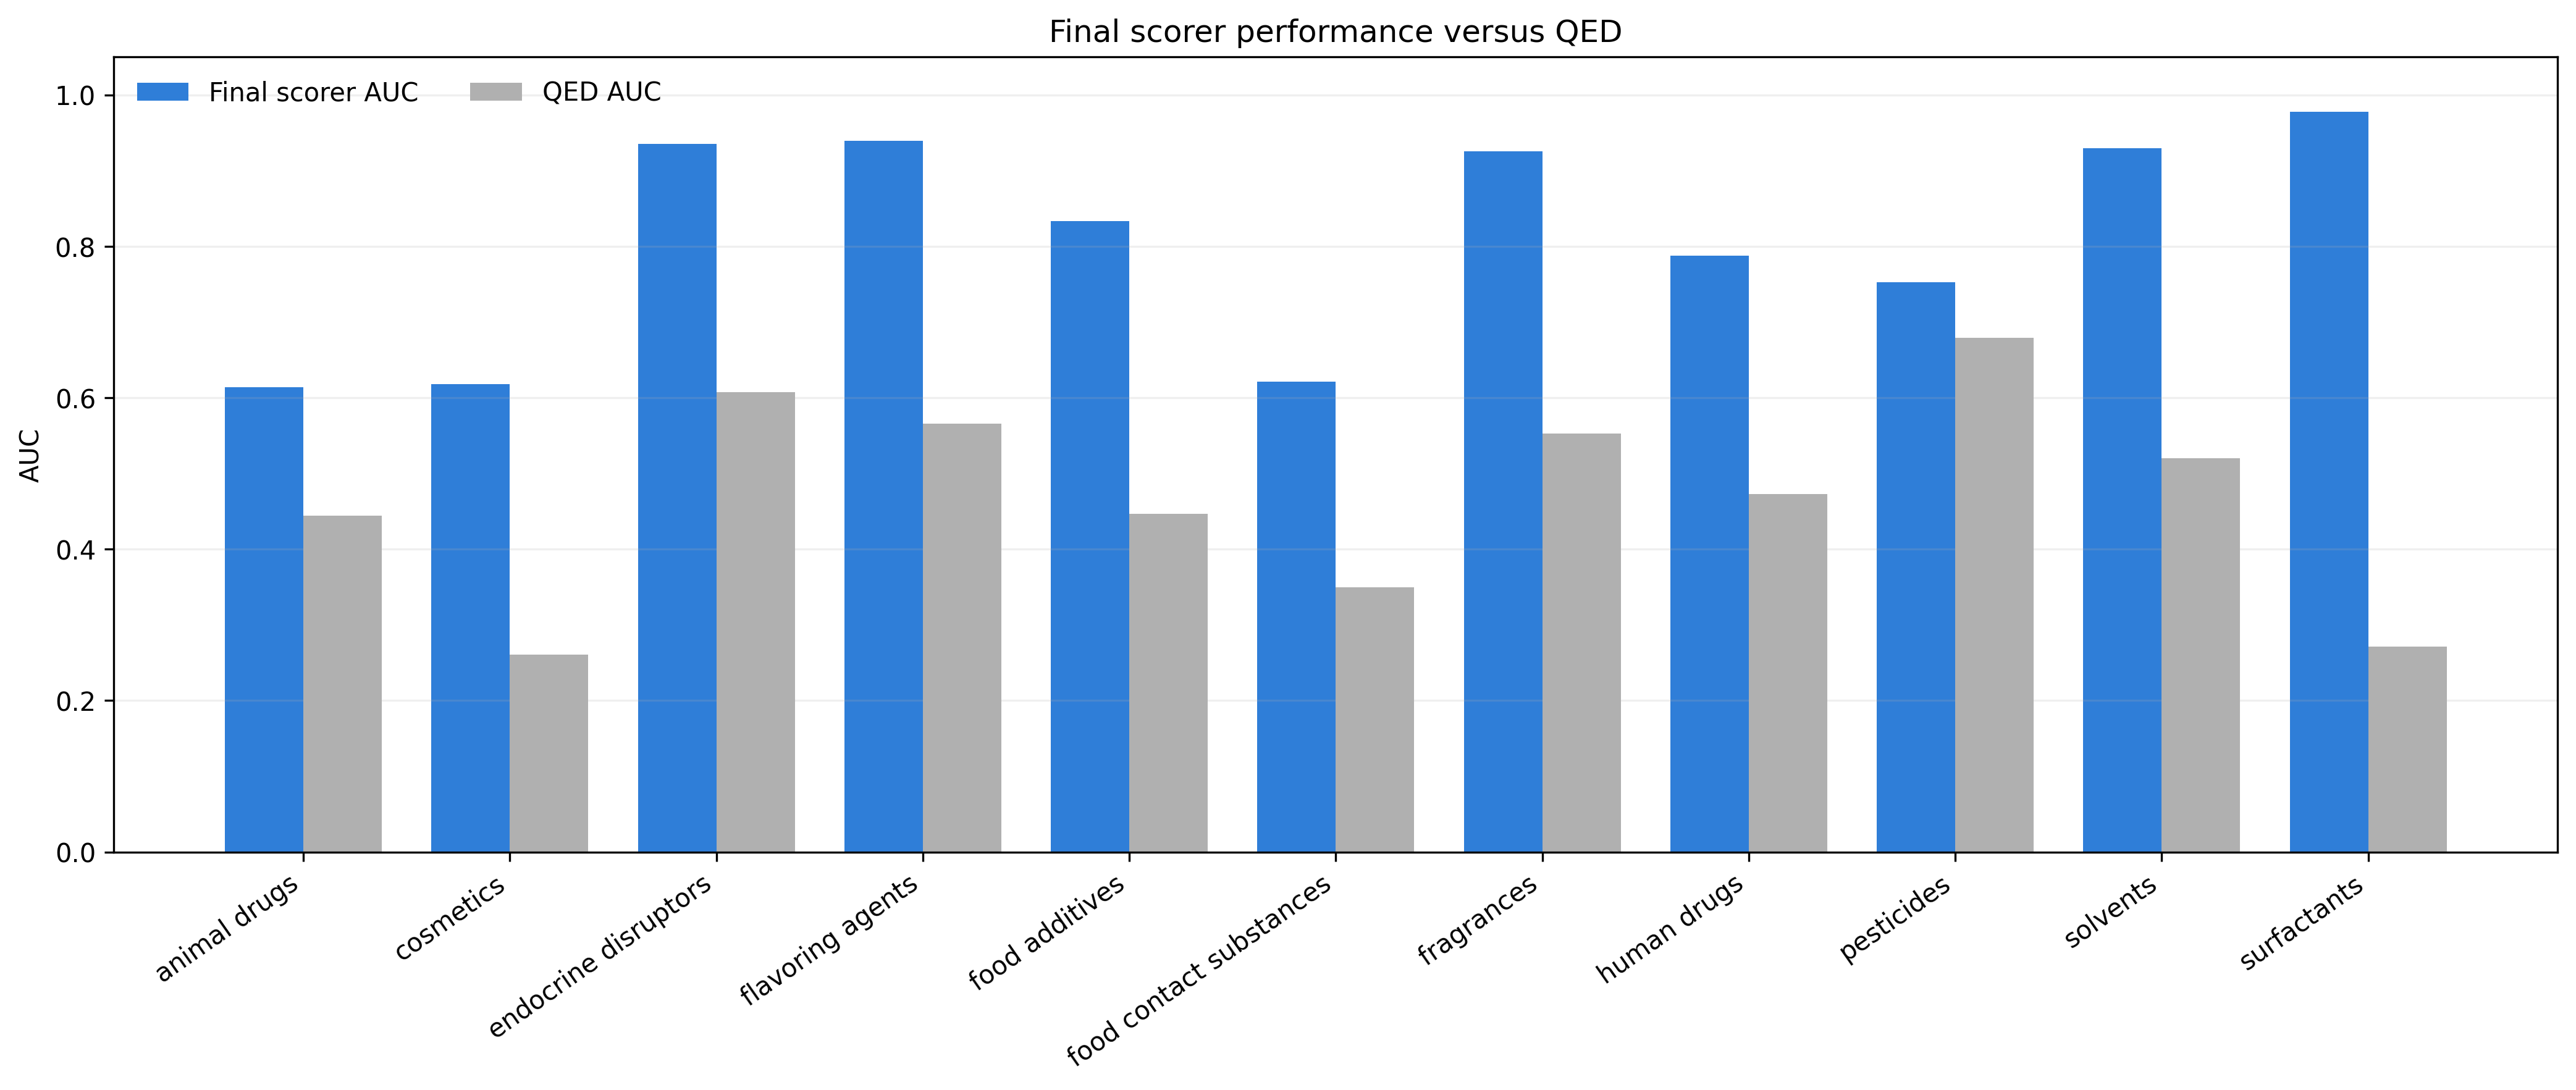 Final scorer performance versus QED
Final scorer AUC
QED AUC
AUC
1.0
0.8
0.6
0.4
0.2
0.0
animal drugs
cosmetics
endocrine disruptors
flavoring agents
food additives
food contact substances
fragrances
human drugs
pesticides
solvents
surfactants